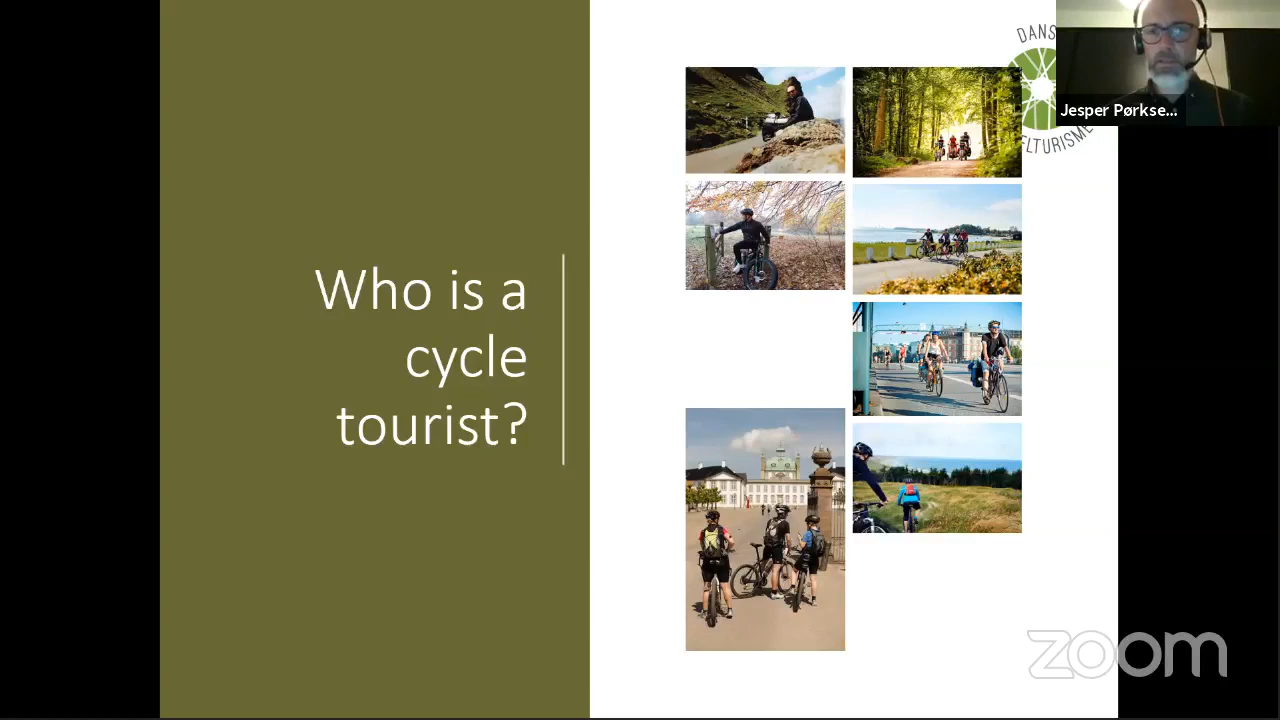 Who is a
cycle
tourist?
DANS
ELTURISME
Jesper Pørkse...
zoom